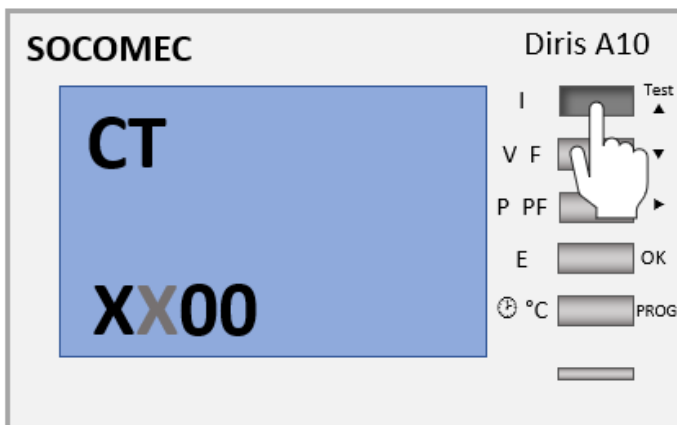 SOCOMEC
Diris A10
CT
XX00
I
Test
▲
V F
▼
P PF
►
E
OK
°C
PROG